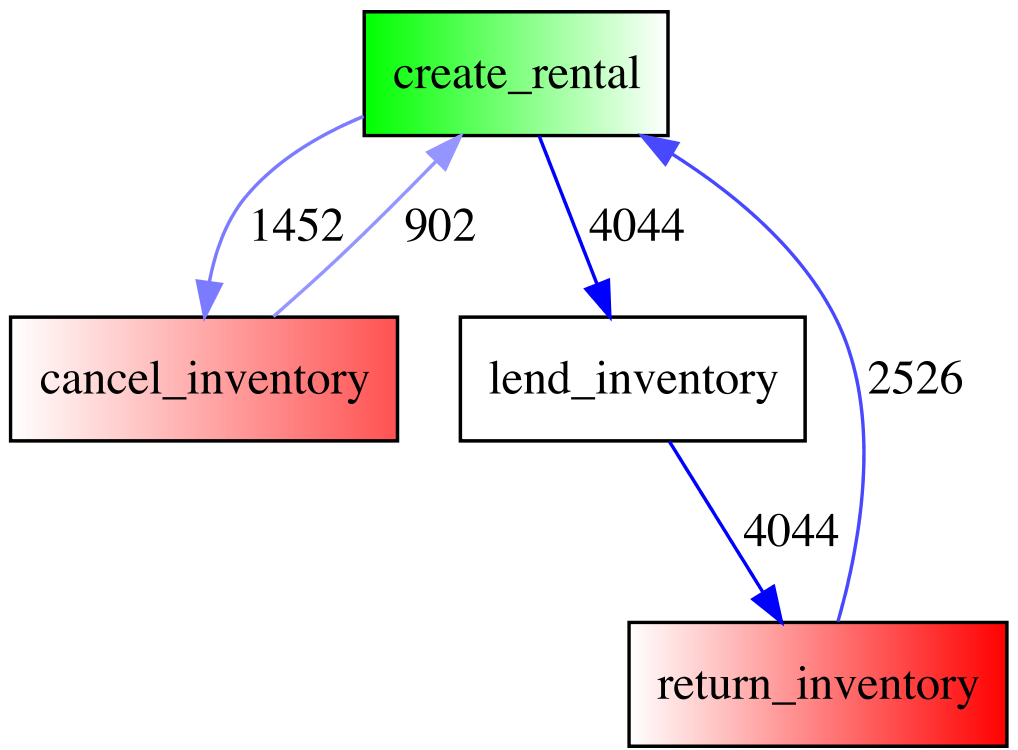 create_rental
1452
902
4044
cancel_inventory
lend_inventory
2526
4044
return_inventory